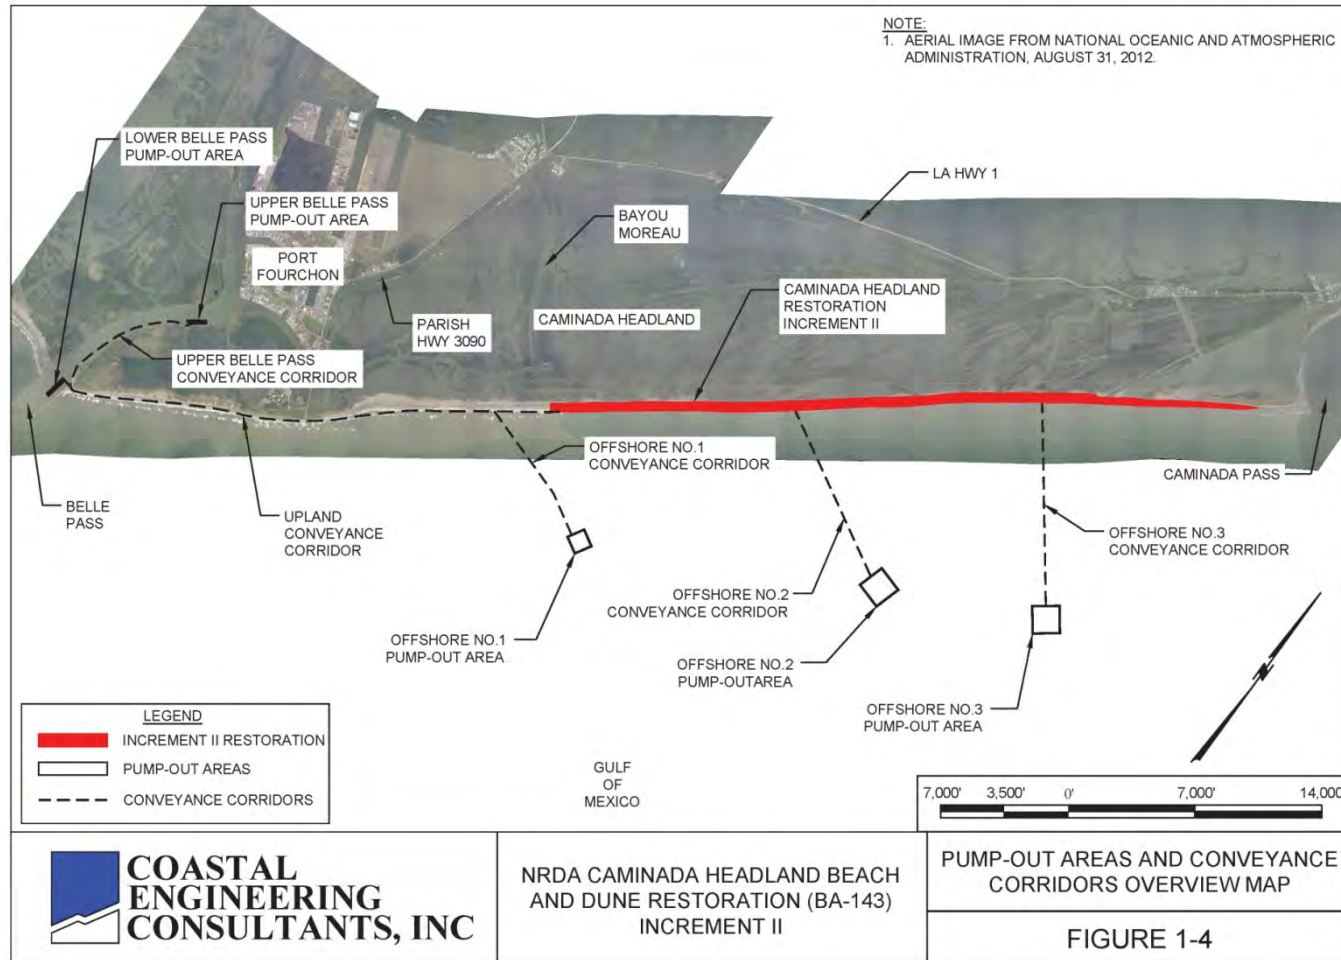 NOTE:
1. AERIAL IMAGE FROM NATIONAL OCEANIC AND ATMOSPHERIC
ADMINISTRATION, AUGUST 31, 2012.
LOWER BELLE PASS
PUMP-OUT AREA
UPPER BELLE PASS
PUMP-OUT AREA
PORT
FOURCHON
BAYOU
MOREAU
LA HWY 1
CAMINADA HEADLAND
RESTORATION
INCREMENT II
PARISH
HWY 3090
CAMINADA HEADLAND
UPPER BELLE PASS
CONVEYANCE CORRIDOR
OFFSHORE NO.1
CONVEYANCE CORRIDOR
CAMINADA PASS
BELLE
PASS
UPLAND
CONVEYANCE
CORRIDOR
OFFSHORE NO.3
CONVEYANCE CORRIDOR
OFFSHORE NO.2
CONVEYANCE CORRIDOR
OFFSHORE NO.1
PUMP-OUT AREA
OFFSHORE NO.2
PUMP-OUTAREA
OFFSHORE NO.3
PUMP-OUT AREA
LEGEND
INCREMENT II RESTORATION
PUMP-OUT AREAS
CONVEYANCE CORRIDORS
GULF
OF
MEXICO
7,000' 3,500' 0' 7,000' 14,000
COASTAL
ENGINEERING
CONSULTANTS, INC
NRDA CAMINADA HEADLAND BEACH
AND DUNE RESTORATION (BA-143)
INCREMENT II
PUMP-OUT AREAS AND CONVEYANCE
CORRIDORS OVERVIEW MAP
FIGURE 1-4